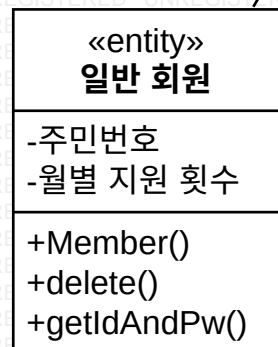 «entity»
일반 회원
-주민번호
-월별 지원 횟수
+Member()
+delete()
+getIdAndPw()